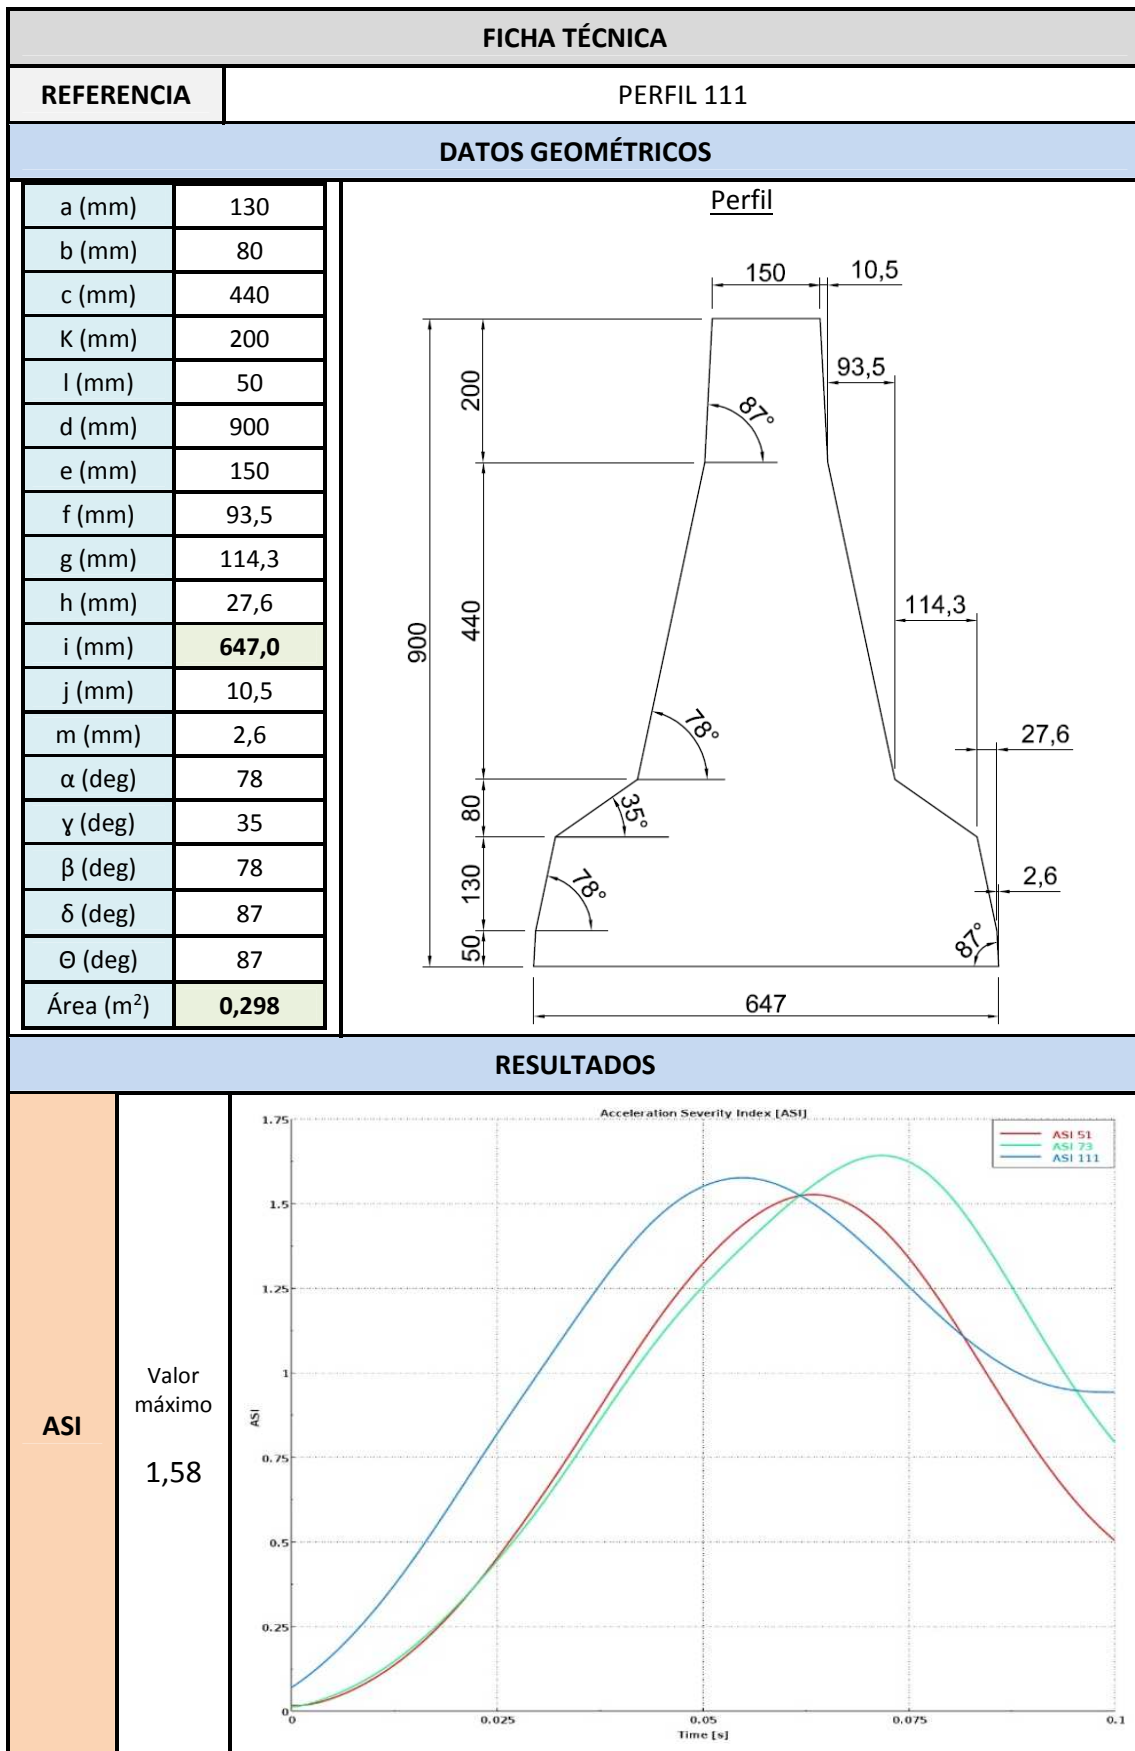 FICHA TÉCNICA
REFERENCIA PERFIL 111
DATOS GEOMÉTRICOS
a (mm) 130
b (mm) 80
c (mm) 440
K (mm) 200
l (mm) 50
d (mm) 900
e (mm) 150
f (mm) 93,5
g (mm) 114,3
h (mm) 27,6
i (mm) 647,0
j (mm) 10,5
m (mm) 2,6
α (deg) 78
γ (deg) 35
β (deg) 78
δ (deg) 87
Θ (deg) 87
Área (m²) 0,298
Perfil
150 10,5
93,5
200
87°
440
900
114,3
78°
27,6
80
35°
130
78°
2,6
50
87°
647
RESULTADOS
ASI
Valor
máximo
1,58
Acceleration Severity Index [ASI]
ASI 51
ASI 73
ASI 111
1.75
1.5
1.25
1
0.75
0.5
0.25
0
ASI
0 0.025 0.05 0.075 0.1
Time [s]